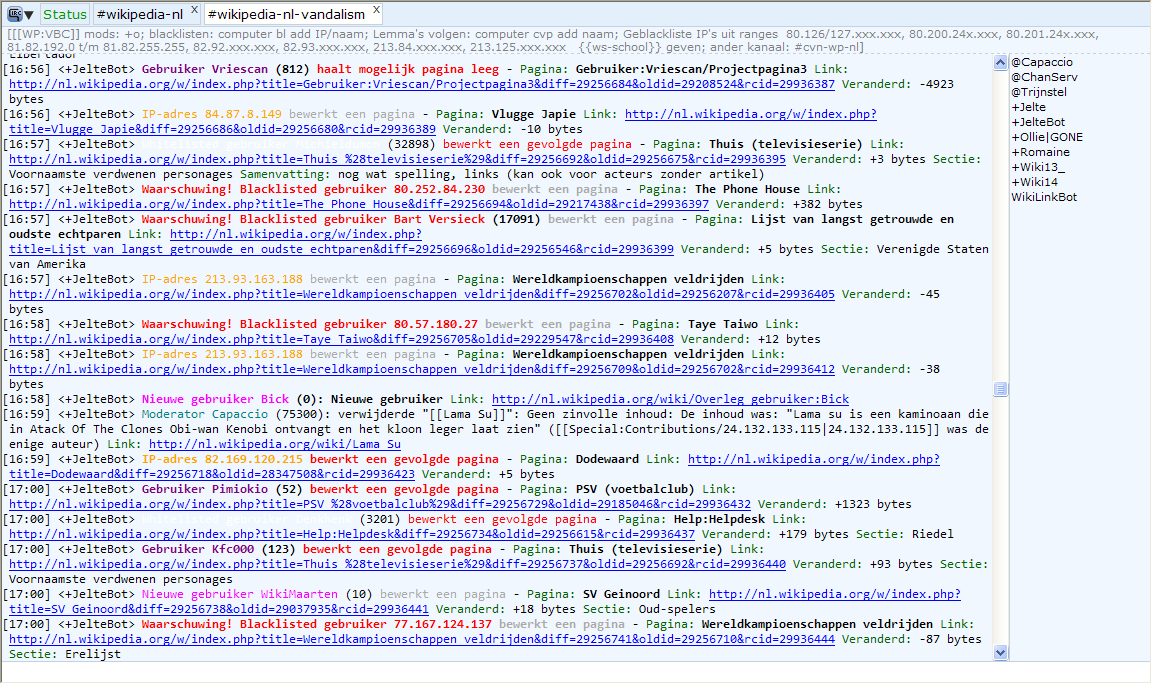 Status #wikipedia-nl x #wikipedia-nl-vandalism x
[[[WP:VBC]] mods: +o; blacklisten: computer bl add IP/naam; Lemma's volgen: computer cvp add naam; Geblackliste IP's uit ranges 80.126/127.xxx.xxx, 80.200.24x.xxx, 80.201.24x.xxx,
81.82.192.0 t/m 81.82.255.255, 82.92.xxx.xxx, 82.93.xxx.xxx, 213.84.xxx.xxx, 213.125.xxx.xxx {{ws-school}} geven; ander kanaal: #cvn-wp-nl]
[16:56] <+JelteBot> Gebruiker Vriescan (812) haalt mogelijk pagina leeg - Pagina: Gebruiker:Vriescan/Projectpagina3 Link:
http://nl.wikipedia.org/w/index.php?title=Gebruiker:Vriescan/Projectpagina3&diff=29256684&oldid=29208524&rcid=29936387 Veranderd: -4923
bytes
[16:56] <+JelteBot> IP-adres 84.87.8.149 bewerkt een pagina - Pagina: Vlugge Japie Link: http://nl.wikipedia.org/w/index.php?
title=Vlugge_Japie&diff=29256686&oldid=29256680&rcid=29936389 Veranderd: -10 bytes
[16:57] <+JelteBot> (32898) bewerkt een gevolgde pagina - Pagina: Thuis (televisieserie) Link:
http://nl.wikipedia.org/w/index.php?title=Thuis_%28televisieserie%29&diff=29256692&oldid=29256675&rcid=29936395 Veranderd: +3 bytes Sectie:
Voornaamste verdwenen personages Samenvatting: nog wat spelling, links (kan ook voor acteurs zonder artikel)
[16:57] <+JelteBot> Waarschuwing! Blacklisted gebruiker 80.252.84.230 bewerkt een pagina - Pagina: The Phone House Link:
http://nl.wikipedia.org/w/index.php?title=The_Phone_House&diff=29256694&oldid=29217438&rcid=29936397 Veranderd: +382 bytes
[16:57] <+JelteBot> Waarschuwing! Blacklisted gebruiker Bart Versieck (17091) bewerkt een pagina - Pagina: Lijst van langst getrouwde en
oudste echtparen Link: http://nl.wikipedia.org/w/index.php?
title=Lijst_van_langst_getrouwde_en_oudste_echtparen&diff=29256696&oldid=29256546&rcid=29936399 Veranderd: +5 bytes Sectie: Verenigde Staten
van Amerika
[16:57] <+JelteBot> IP-adres 213.93.163.188 bewerkt een pagina - Pagina: Wereldkampioenschappen veldrijden Link:
http://nl.wikipedia.org/w/index.php?title=Wereldkampioenschappen_veldrijden&diff=29256702&oldid=29256207&rcid=29936405 Veranderd: -45
bytes
[16:58] <+JelteBot> Waarschuwing! Blacklisted gebruiker 80.57.180.27 bewerkt een pagina - Pagina: Taye Taiwo Link:
http://nl.wikipedia.org/w/index.php?title=Taye_Taiwo&diff=29256705&oldid=29229547&rcid=29936408 Veranderd: +12 bytes
[16:58] <+JelteBot> IP-adres 213.93.163.188 bewerkt een pagina - Pagina: Wereldkampioenschappen veldrijden Link:
http://nl.wikipedia.org/w/index.php?title=Wereldkampioenschappen_veldrijden&diff=29256709&oldid=29256702&rcid=29936412 Veranderd: -38
bytes
[16:58] <+JelteBot> Nieuwe gebruiker Bick (0): Nieuwe gebruiker Link: http://nl.wikipedia.org/wiki/Overleg_gebruiker:Bick
[16:59] <+JelteBot> Moderator Capaccio (75300): verwijderde "[[Lama Su]]": Geen zinvolle inhoud: De inhoud was: "Lama su is een kaminoaan die
in Atack Of The Clones Obi-wan Kenobi ontvangt en het kloon leger laat zien" ([[Special:Contributions/24.132.133.115|24.132.133.115]] was de
enige auteur) Link: http://nl.wikipedia.org/wiki/Lama_Su
[16:59] <+JelteBot> IP-adres 82.169.120.215 bewerkt een gevolgde pagina - Pagina: Dodewaard Link: http://nl.wikipedia.org/w/index.php?
title=Dodewaard&diff=29256718&oldid=28347508&rcid=29936423 Veranderd: +5 bytes
[17:00] <+JelteBot> Gebruiker Pimiokio (52) bewerkt een gevolgde pagina - Pagina: PSV (voetbalclub) Link:
http://nl.wikipedia.org/w/index.php?title=PSV_%28voetbalclub%29&diff=29256729&oldid=29185046&rcid=29936432 Veranderd: +1323 bytes
[17:00] <+JelteBot> (3201) bewerkt een gevolgde pagina - Pagina: Help:Helpdesk Link:
http://nl.wikipedia.org/w/index.php?title=Help:Helpdesk&diff=29256734&oldid=29256615&rcid=29936437 Veranderd: +179 bytes Sectie: Riedel
[17:00] <+JelteBot> Gebruiker Kfc000 (123) bewerkt een gevolgde pagina - Pagina: Thuis (televisieserie) Link:
http://nl.wikipedia.org/w/index.php?title=Thuis_%28televisieserie%29&diff=29256737&oldid=29256692&rcid=29936440 Veranderd: +93 bytes Sectie:
Voornaamste verdwenen personages
[17:00] <+JelteBot> Nieuwe gebruiker WikiMaarten (10) bewerkt een pagina - Pagina: SV Geinoord Link: http://nl.wikipedia.org/w/index.php?
title=SV_Geinoord&diff=29256738&oldid=29037935&rcid=29936441 Veranderd: +18 bytes Sectie: Oud-spelers
[17:00] <+JelteBot> Waarschuwing! Blacklisted gebruiker 77.167.124.137 bewerkt een pagina - Pagina: Wereldkampioenschappen veldrijden Link:
http://nl.wikipedia.org/w/index.php?title=Wereldkampioenschappen_veldrijden&diff=29256741&oldid=29256710&rcid=29936444 Veranderd: -87 bytes
Sectie: Erelijst
@Capaccio
@ChanServ
@Trijnstel
+Jelte
+JelteBot
+Ollie|GONE
+Romaine
+Wiki13_
+Wiki14
WikiLinkBot